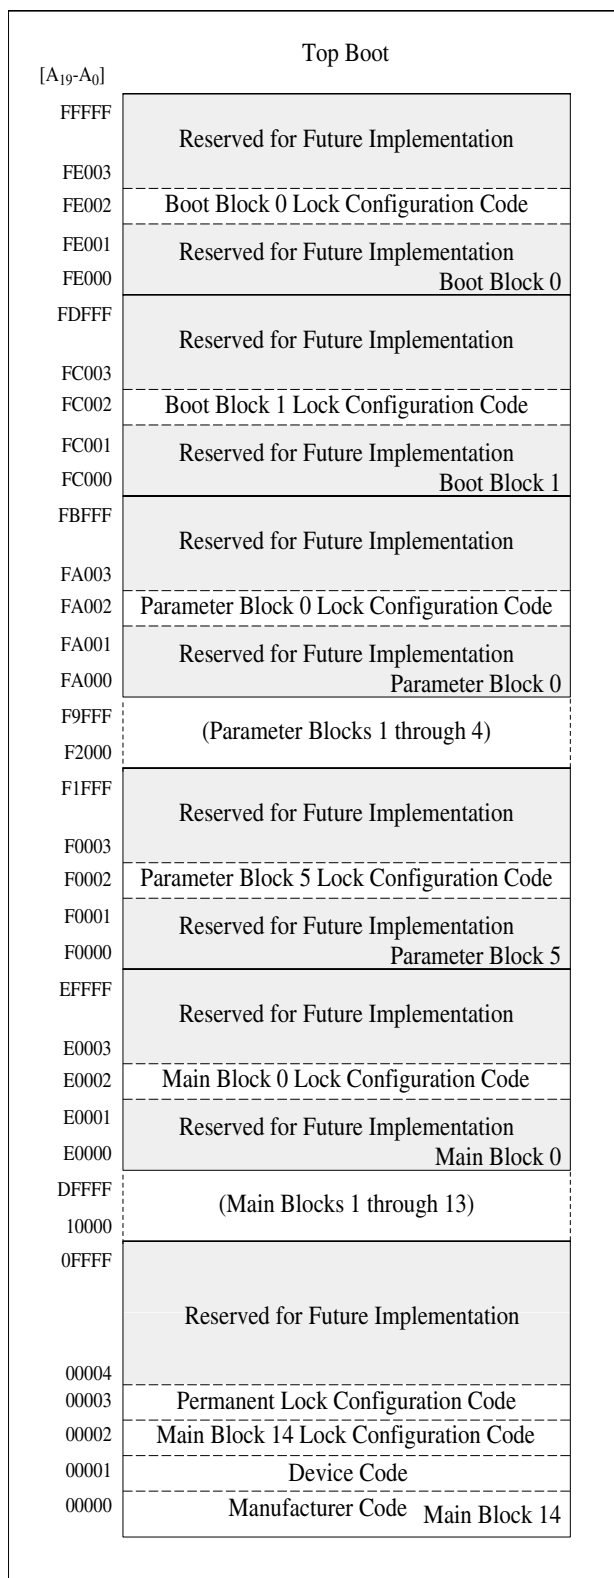 Top Boot
[A19-A0]
FFFFF
Reserved for Future Implementation
FE003
FE002 Boot Block 0 Lock Configuration Code
FE001
Reserved for Future Implementation
FE000 Boot Block 0
FDFFF
Reserved for Future Implementation
FC003
FC002 Boot Block 1 Lock Configuration Code
FC001
Reserved for Future Implementation
FC000 Boot Block 1
FBFFF
Reserved for Future Implementation
FA003
FA002 Parameter Block 0 Lock Configuration Code
FA001
Reserved for Future Implementation
FA000 Parameter Block 0
F9FFF
(Parameter Blocks 1 through 4)
F2000
F1FFF
Reserved for Future Implementation
F0003
F0002 Parameter Block 5 Lock Configuration Code
F0001
Reserved for Future Implementation
F0000 Parameter Block 5
EFFFF
Reserved for Future Implementation
E0003
E0002 Main Block 0 Lock Configuration Code
E0001
Reserved for Future Implementation
E0000 Main Block 0
DFFFF
(Main Blocks 1 through 13)
10000
0FFFF
Reserved for Future Implementation
00004
00003 Permanent Lock Configuration Code
00002 Main Block 14 Lock Configuration Code
00001 Device Code
00000 Manufacturer Code Main Block 14